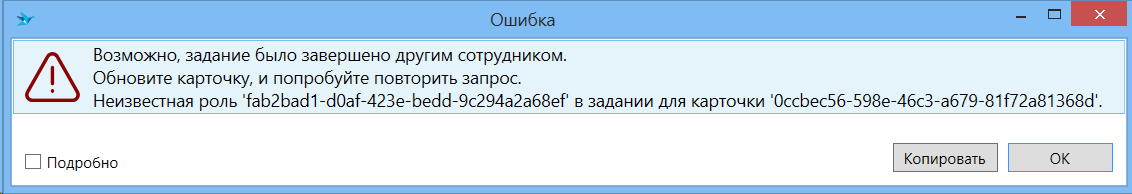 Ошибка
Возможно, задание было завершено другим сотрудником.
Обновите карточку, и попробуйте повторить запрос.
Неизвестная роль 'fab2bad1-d0af-423e-bedd-9c294a2a68ef' в задании для карточки '0ccbec56-598e-46c3-a679-81f72a81368d'.
Подробно
Копировать
ОК